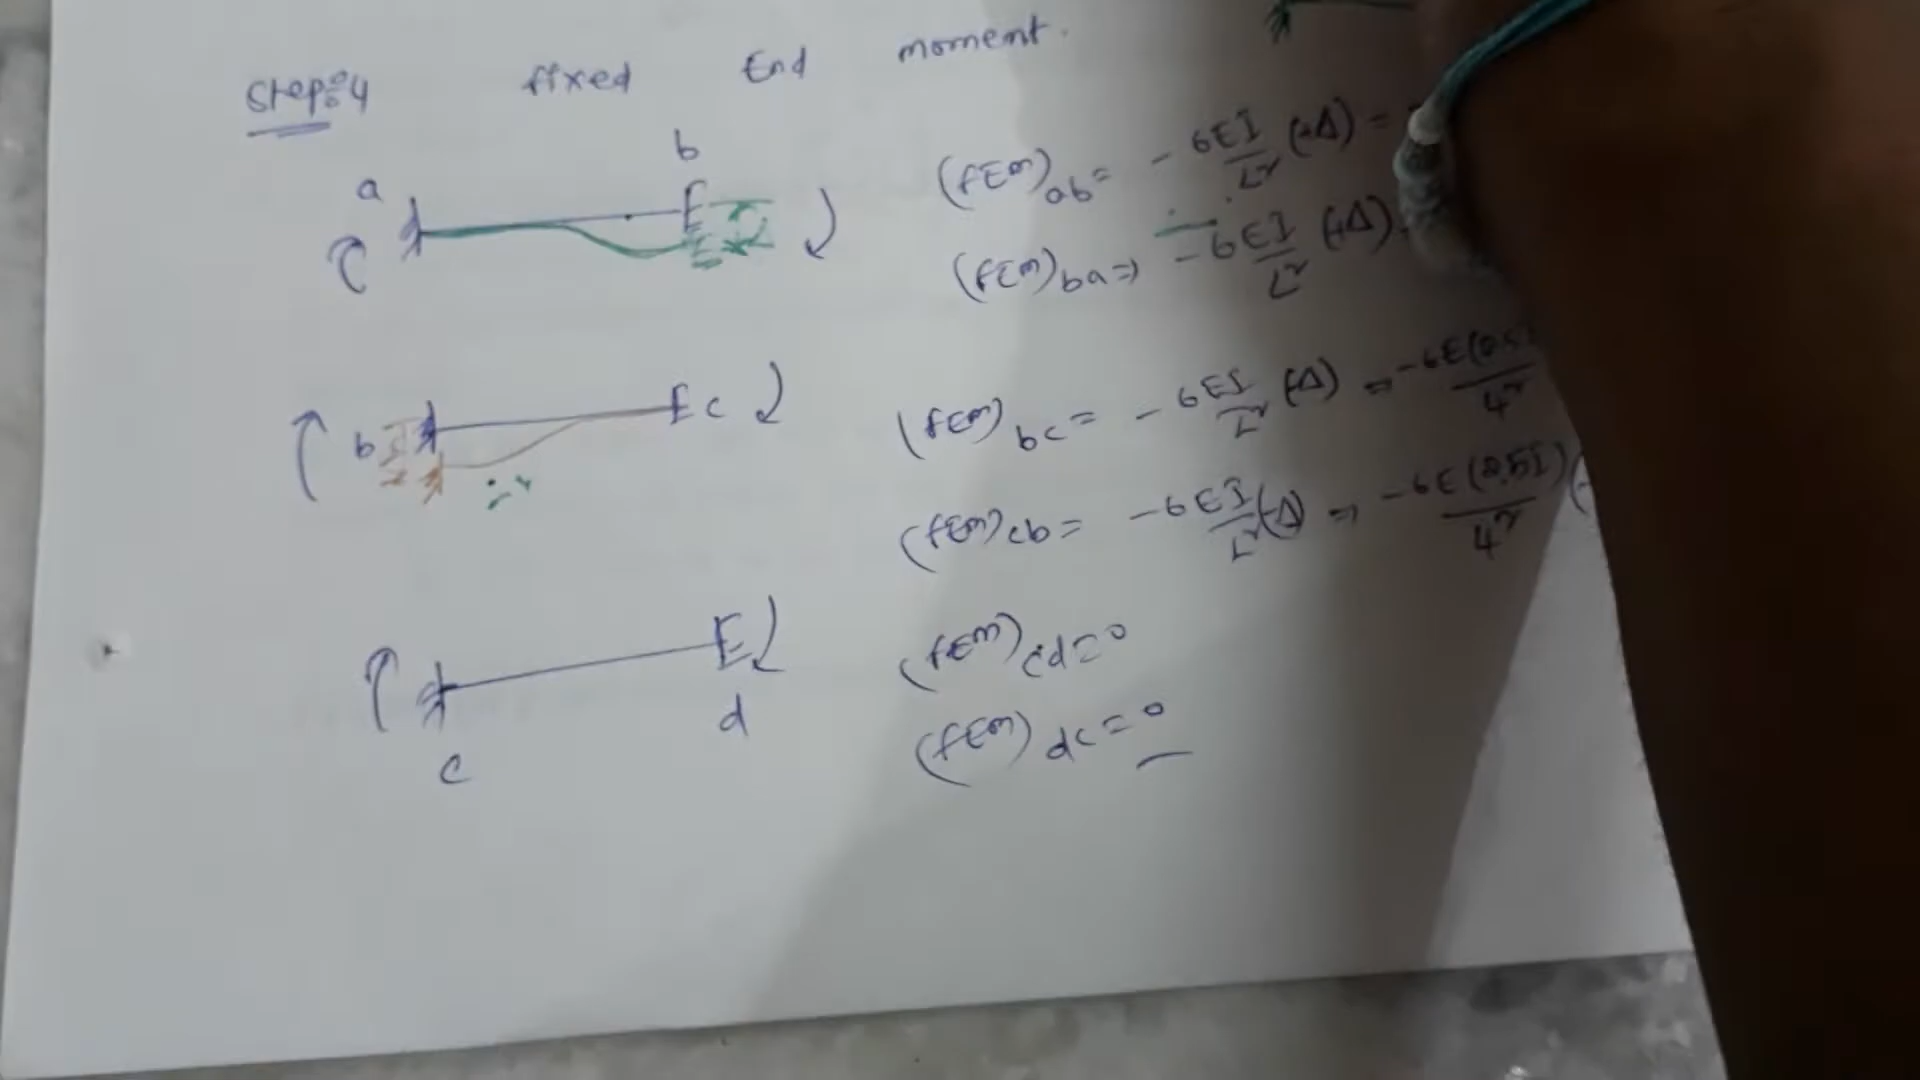 Step:4 fixed End moment.
a b
(FEM)ab = - 6EI/L² (+Δ) =
(FEM)ba => - 6EI/L² (+Δ)
b c
(FEM)bc = - 6EI/L² (-Δ) = -6E(
/4²
(FEM)cb = - 6EI/L² (-Δ) => -6E(2.5I)/4² (-
c d
(FEM)cd = 0
(FEM)dc = 0